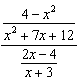 4 − x²
x² + 7x + 12
2x − 4
x + 3